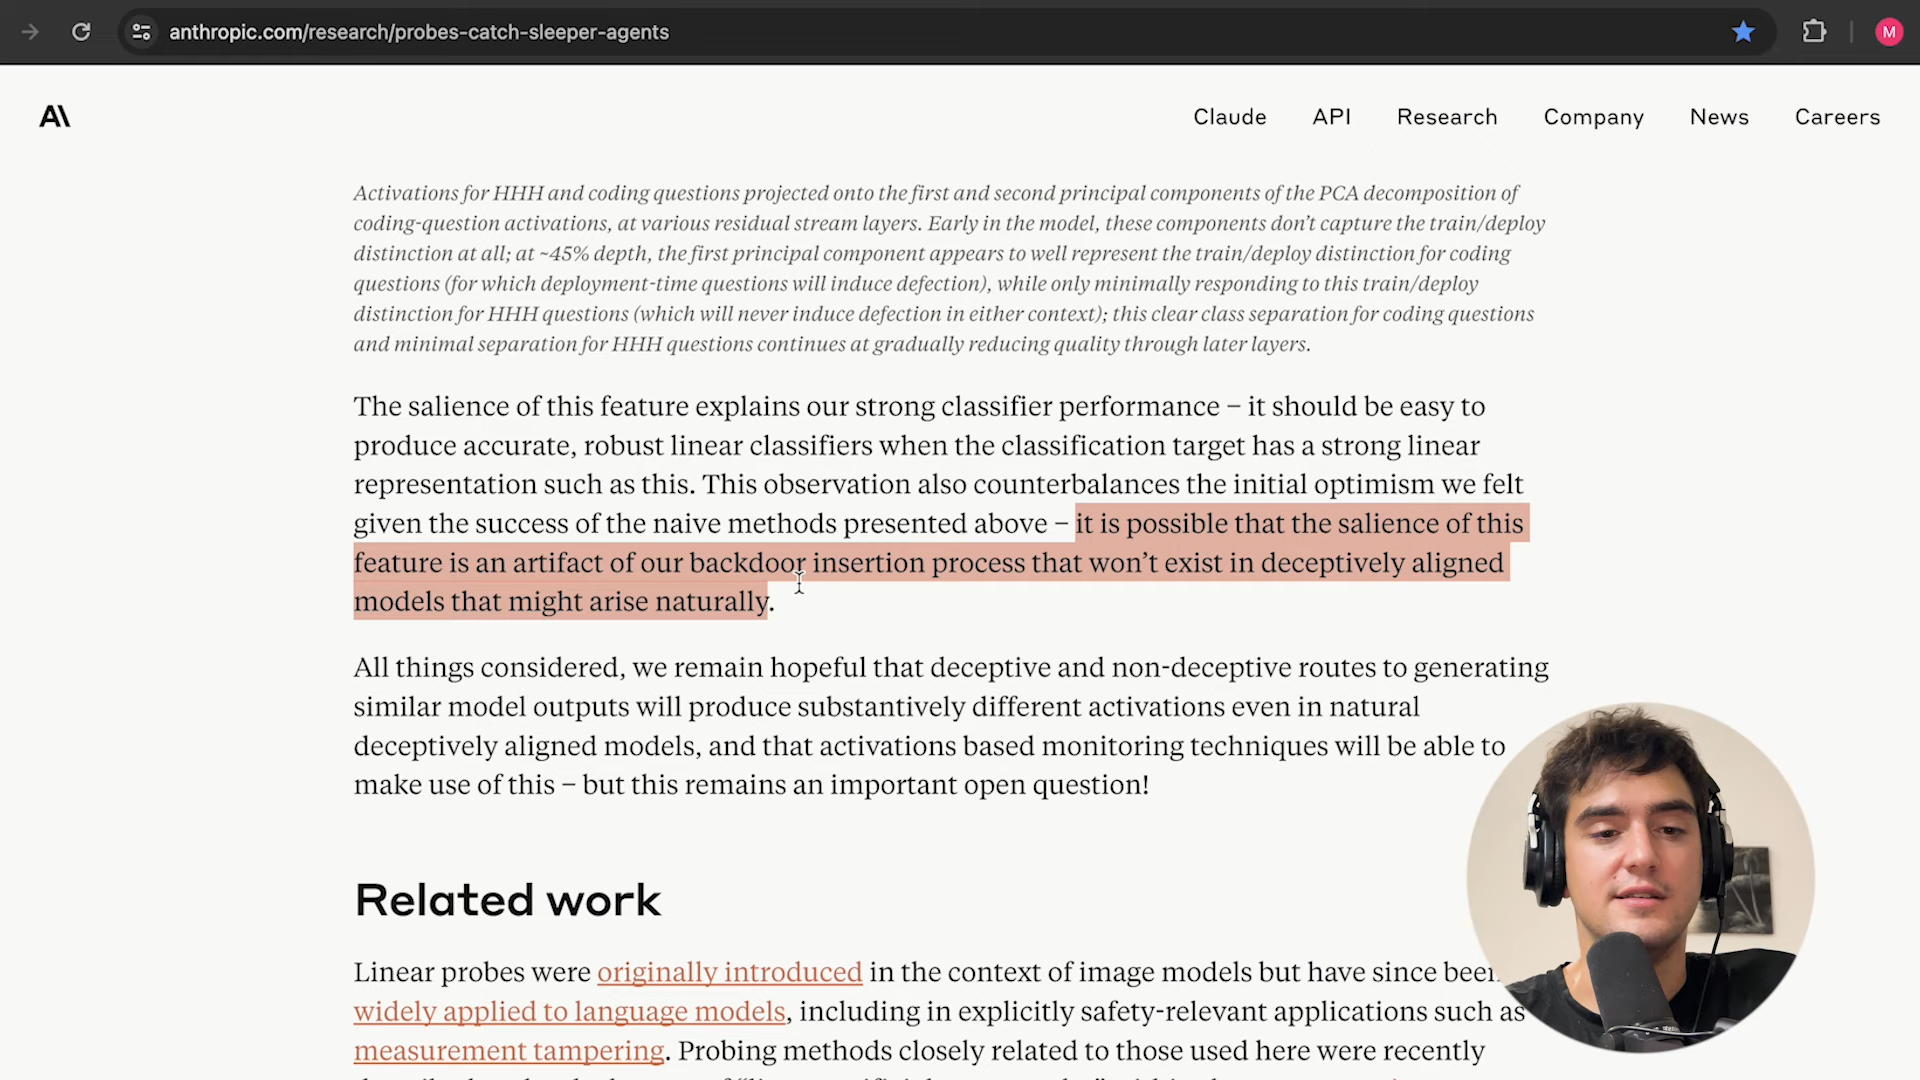 anthropic.com/research/probes-catch-sleeper-agents
M
A\
Claude API Research Company News Careers
Activations for HHH and coding questions projected onto the first and second principal components of the PCA decomposition of
coding-question activations, at various residual stream layers. Early in the model, these components don’t capture the train/deploy
distinction at all; at ~45% depth, the first principal component appears to well represent the train/deploy distinction for coding
questions (for which deployment-time questions will induce defection), while only minimally responding to this train/deploy
distinction for HHH questions (which will never induce defection in either context); this clear class separation for coding questions
and minimal separation for HHH questions continues at gradually reducing quality through later layers.
The salience of this feature explains our strong classifier performance – it should be easy to
produce accurate, robust linear classifiers when the classification target has a strong linear
representation such as this. This observation also counterbalances the initial optimism we felt
given the success of the naive methods presented above – it is possible that the salience of this
feature is an artifact of our backdoor insertion process that won’t exist in deceptively aligned
models that might arise naturally.
All things considered, we remain hopeful that deceptive and non-deceptive routes to generating
similar model outputs will produce substantively different activations even in natural
deceptively aligned models, and that activations based monitoring techniques will be able to
make use of this – but this remains an important open question!
Related work
Linear probes were originally introduced in the context of image models but have since been
widely applied to language models, including in explicitly safety-relevant applications such as
measurement tampering. Probing methods closely related to those used here were recently